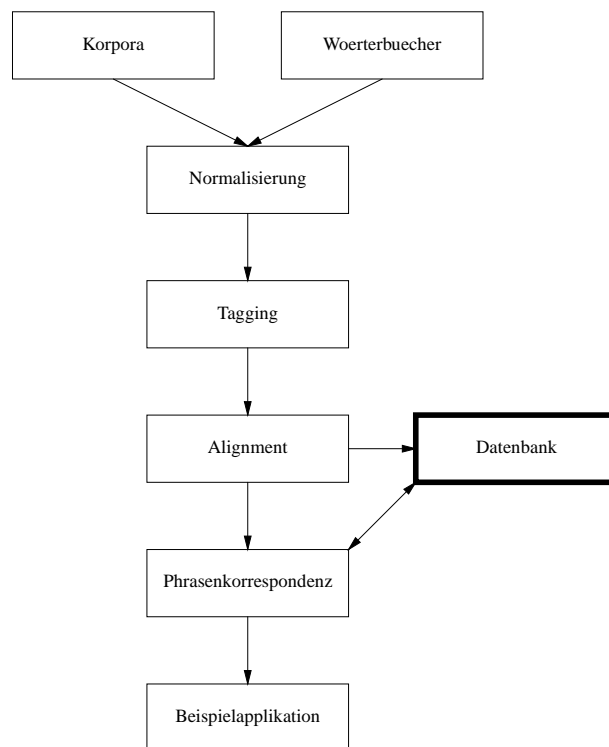 Korpora
Woerterbuecher
Normalisierung
Tagging
Alignment
Datenbank
Phrasenkorrespondenz
Beispielapplikation